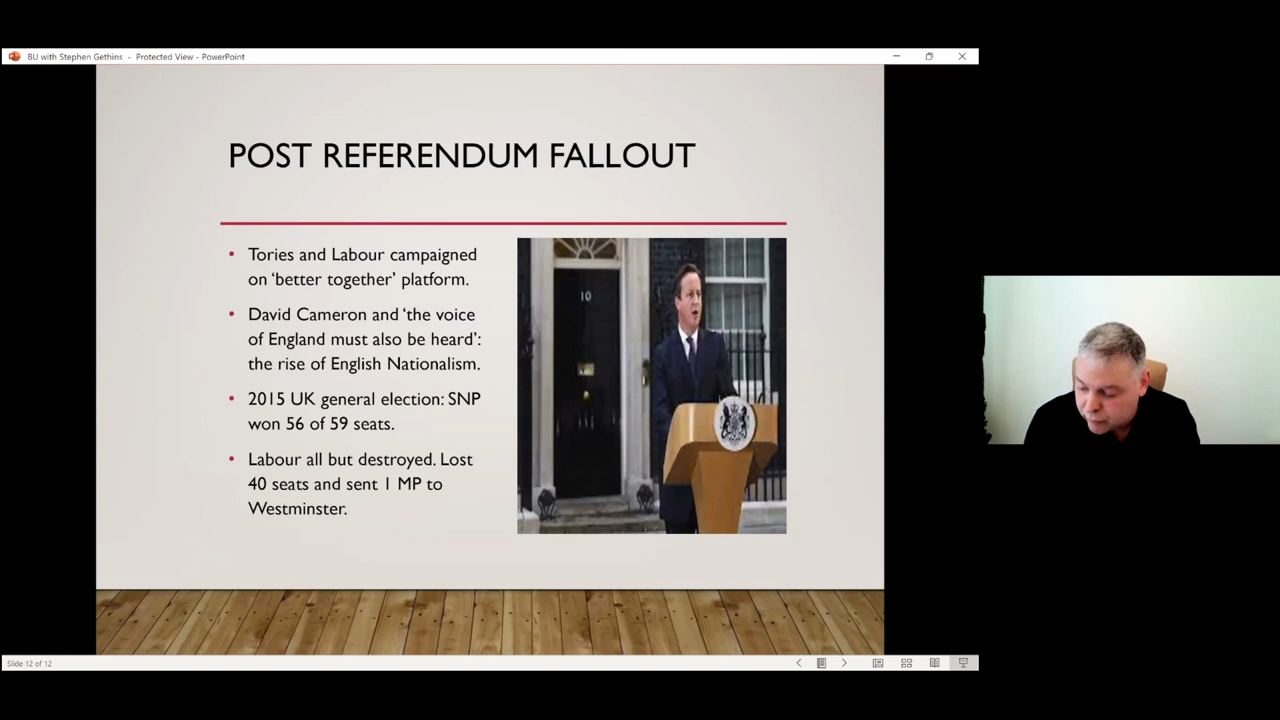 BU with Stephen Gethins - Protected View - PowerPoint
POST REFERENDUM FALLOUT
• Tories and Labour campaigned
on ‘better together’ platform.
• David Cameron and ‘the voice
of England must also be heard’:
the rise of English Nationalism.
• 2015 UK general election: SNP
won 56 of 59 seats.
• Labour all but destroyed. Lost
40 seats and sent 1 MP to
Westminster.
10
Slide 12 of 12